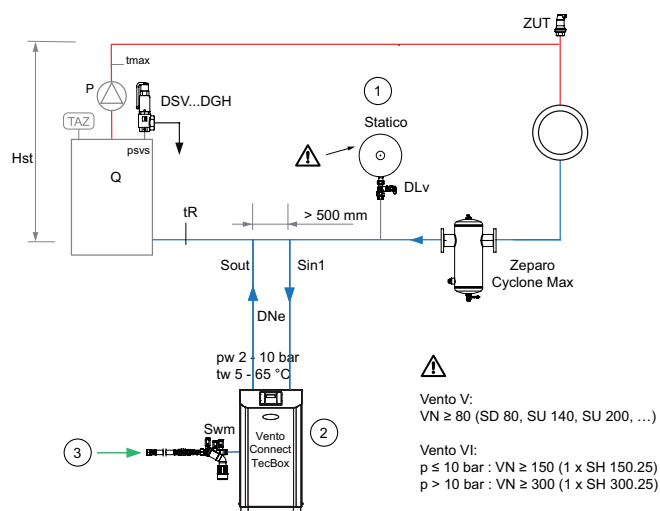 ZUT
tmax
P
DSV...DGH
1
TAZ
psvs
Statico
Hst
Q
DLv
tR
> 500 mm
Sout
Sin1
Zeparo
Cyclone Max
DNe
pw 2 - 10 bar
tw 5 - 65 °C
Vento V:
VN ≥ 80 (SD 80, SU 140, SU 200, …)
Swm
Vento
Connect
TecBox
2
3
Vento VI:
p ≤ 10 bar : VN ≥ 150 (1 x SH 150.25)
p > 10 bar : VN ≥ 300 (1 x SH 300.25)